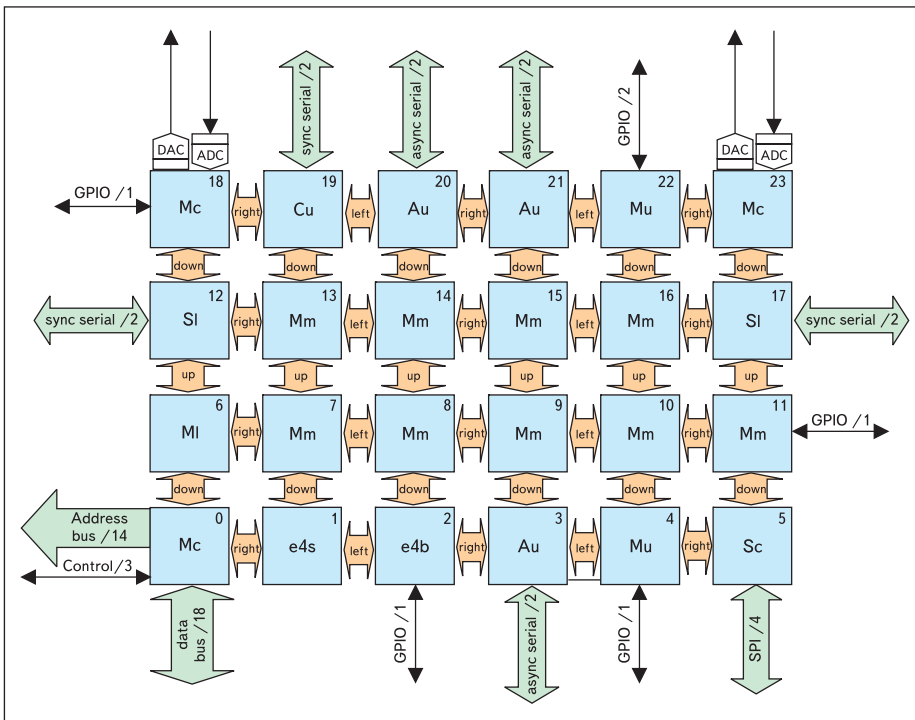 sync serial /2
async serial /2
async serial /2
GPIO /2
DAC
ADC
DAC
ADC
GPIO /1
18
Mc
right
19
Cu
left
20
Au
right
21
Au
left
22
Mu
right
23
Mc
down
down
down
down
down
down
sync serial /2
12
SI
right
13
Mm
left
14
Mm
right
15
Mm
left
16
Mm
right
17
SI
sync serial /2
up
up
up
up
up
up
6
MI
right
7
Mm
left
8
Mm
right
9
Mm
left
10
Mm
right
11
Mm
GPIO /1
down
down
down
down
down
down
Address
bus /14
Control/3
0
Mc
right
1
e4s
left
2
e4b
right
3
Au
left
4
Mu
right
5
Sc
data
bus /18
GPIO /1
async serial /2
GPIO /1
SPI /4